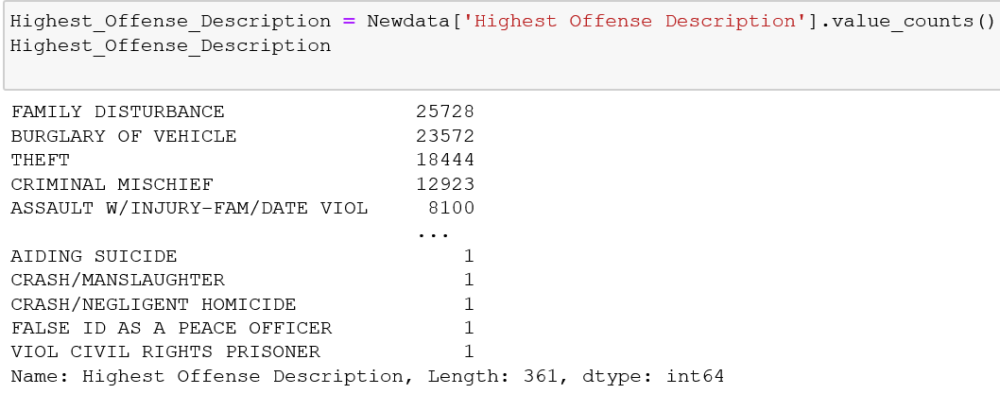 Highest_Offense_Description = Newdata['Highest Offense Description'].value_counts()
Highest_Offense_Description
FAMILY DISTURBANCE 25728
BURGLARY OF VEHICLE 23572
THEFT 18444
CRIMINAL MISCHIEF 12923
ASSAULT W/INJURY-FAM/DATE VIOL 8100
...
AIDING SUICIDE 1
CRASH/MANSLAUGHTER 1
CRASH/NEGLIGENT HOMICIDE 1
FALSE ID AS A PEACE OFFICER 1
VIOL CIVIL RIGHTS PRISONER 1
Name: Highest Offense Description, Length: 361, dtype: int64